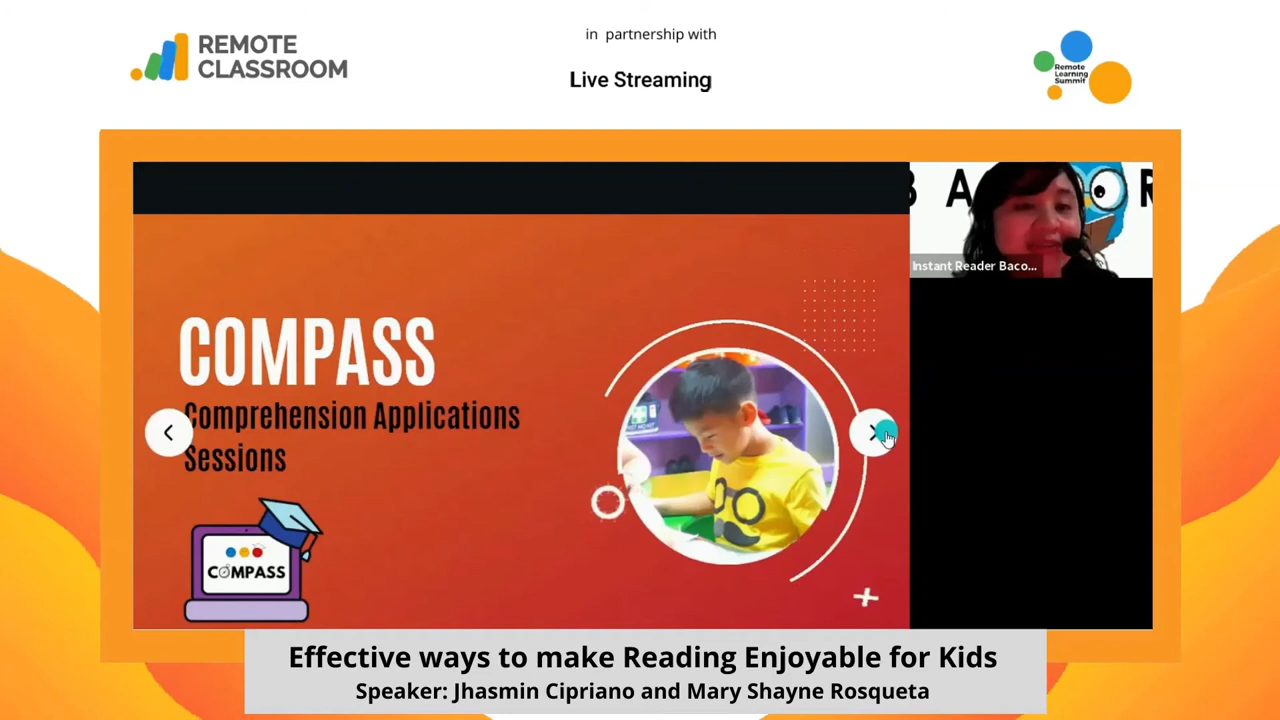 REMOTE
CLASSROOM
in partnership with
Live Streaming
Remote
Learning
Summit
B A R
Instant Reader Baco...
COMPASS
Comprehension Applications
Sessions
COMPASS
Effective ways to make Reading Enjoyable for Kids
Speaker: Jhasmin Cipriano and Mary Shayne Rosqueta